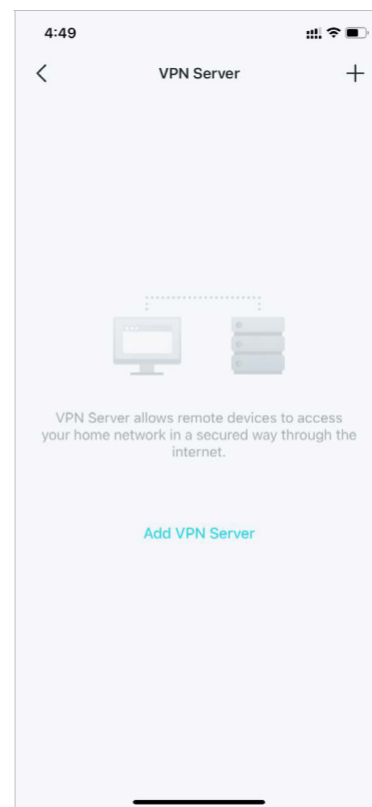 4:49
VPN Server
VPN Server allows remote devices to access
your home network in a secured way through the
internet.
Add VPN Server